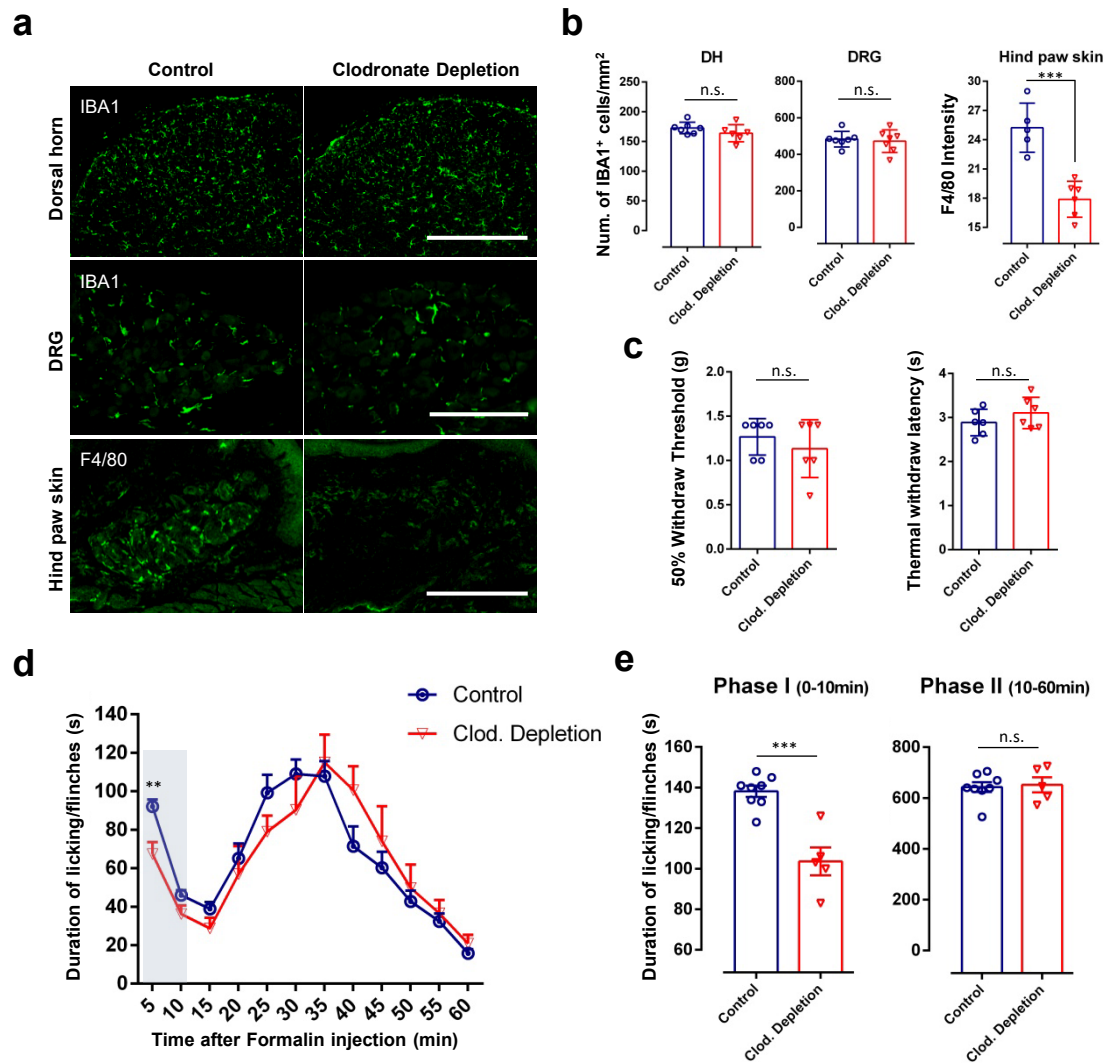 a
Control
Clodronate Depletion
Dorsal horn
IBA1
DRG
IBA1
Hind paw skin
F4/80
b
DH
Num. of IBA1⁺ cells/mm²
250
200
150
100
50
0
n.s.
Control
Clod. Depletion
DRG
800
600
400
200
0
n.s.
Control
Clod. Depletion
Hind paw skin
F4/80 Intensity
30
27
24
21
18
15
***
Control
Clod. Depletion
c
50% Withdraw Threshold (g)
2.0
1.5
1.0
0.5
0.0
n.s.
Control
Clod. Depletion
Thermal withdraw latency (s)
5
4
3
2
1
0
n.s.
Control
Clod. Depletion
d
Control
Clod. Depletion
Duration of licking/flinches (s)
140
120
100
80
60
40
20
0
**
5 10 15 20 25 30 35 40 45 50 55 60
Time after Formalin injection (min)
e
Phase I (0-10min)
Duration of licking/flinches (s)
160
140
120
100
80
60
***
Control
Clod. Depletion
Phase II (10-60min)
800
600
400
200
0
n.s.
Control
Clod. Depletion